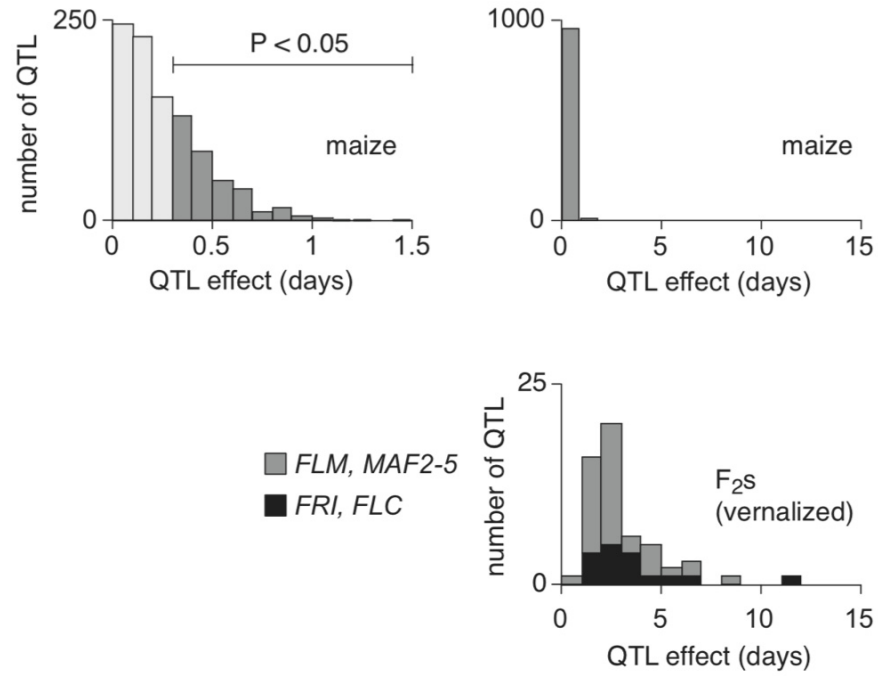 250
P < 0.05
number of QTL
maize
0
0
0.5
1
1.5
QTL effect (days)
1000
maize
0
0
5
10
15
QTL effect (days)
25
number of QTL
FLM, MAF2-5
FRI, FLC
F₂s
(vernalized)
0
0
5
10
15
QTL effect (days)